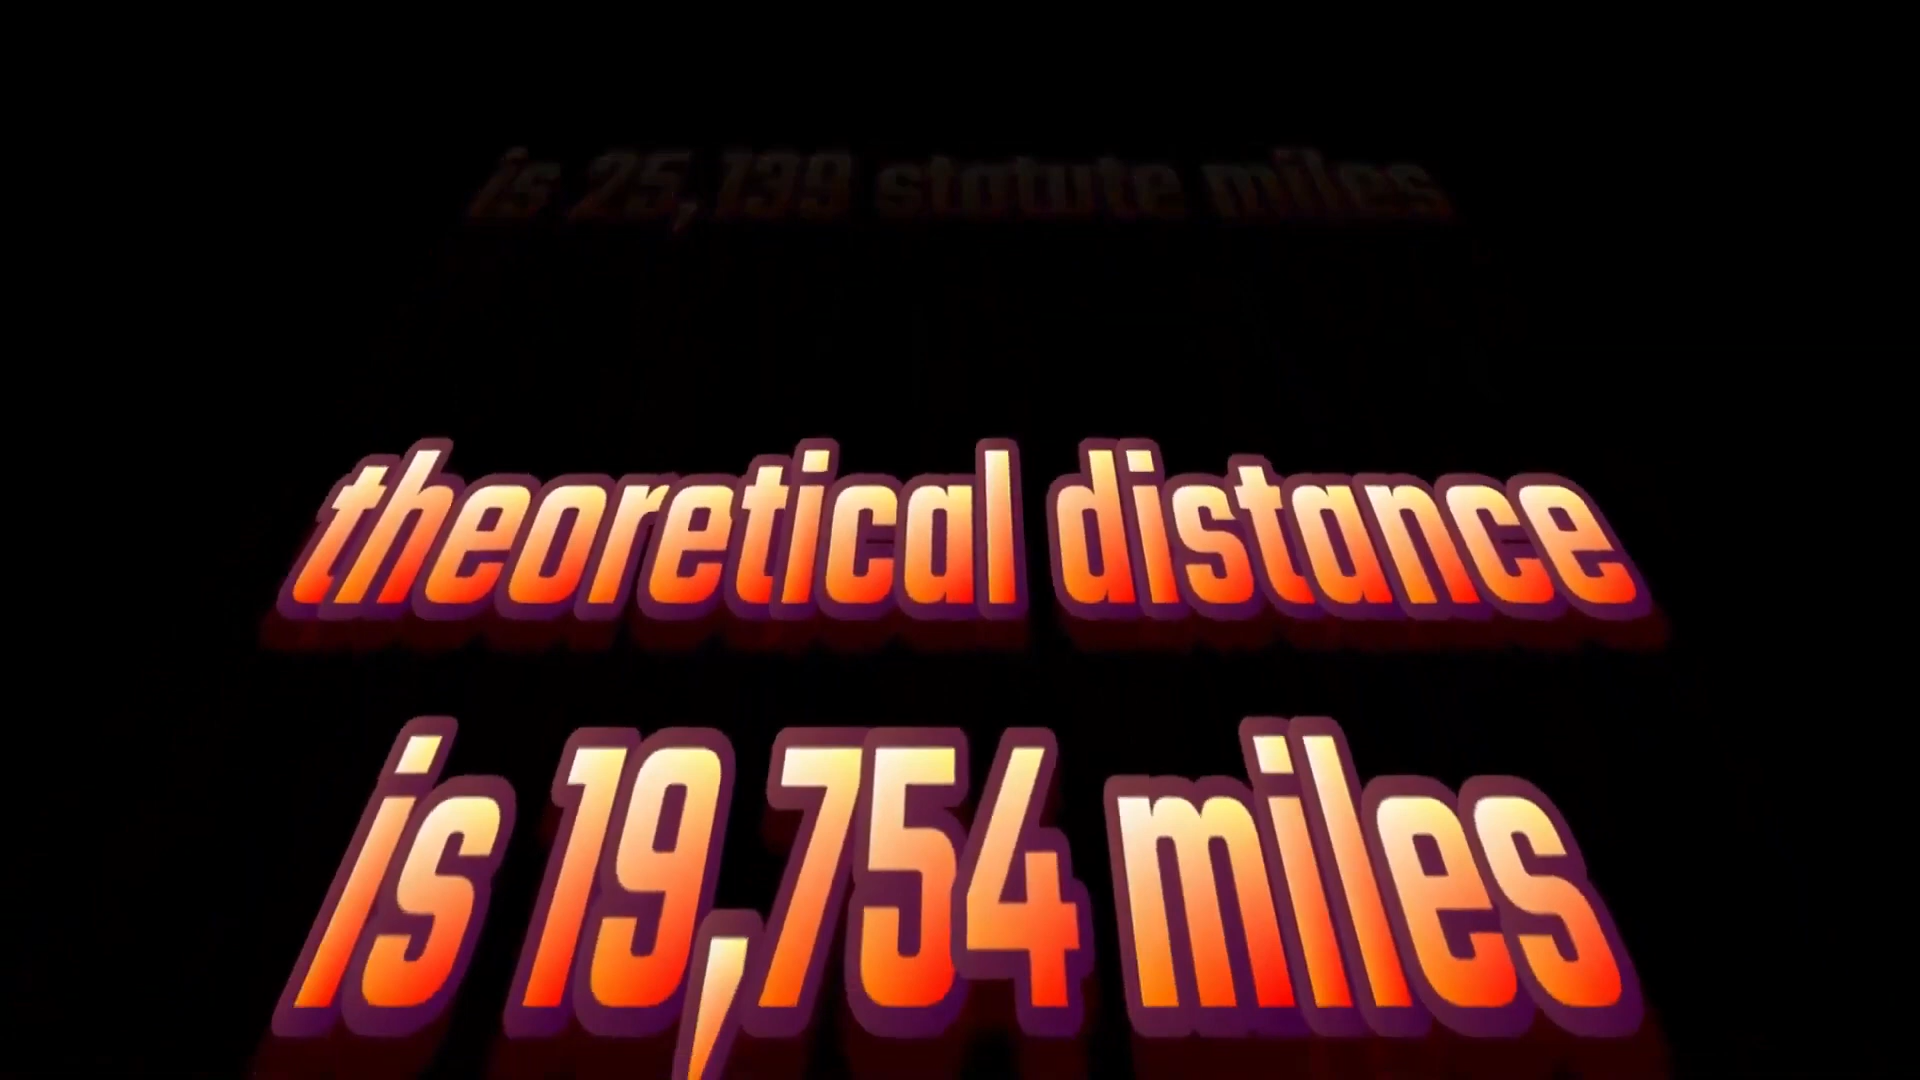 is 25,139 statute miles
theoretical distance
is 19,754 miles